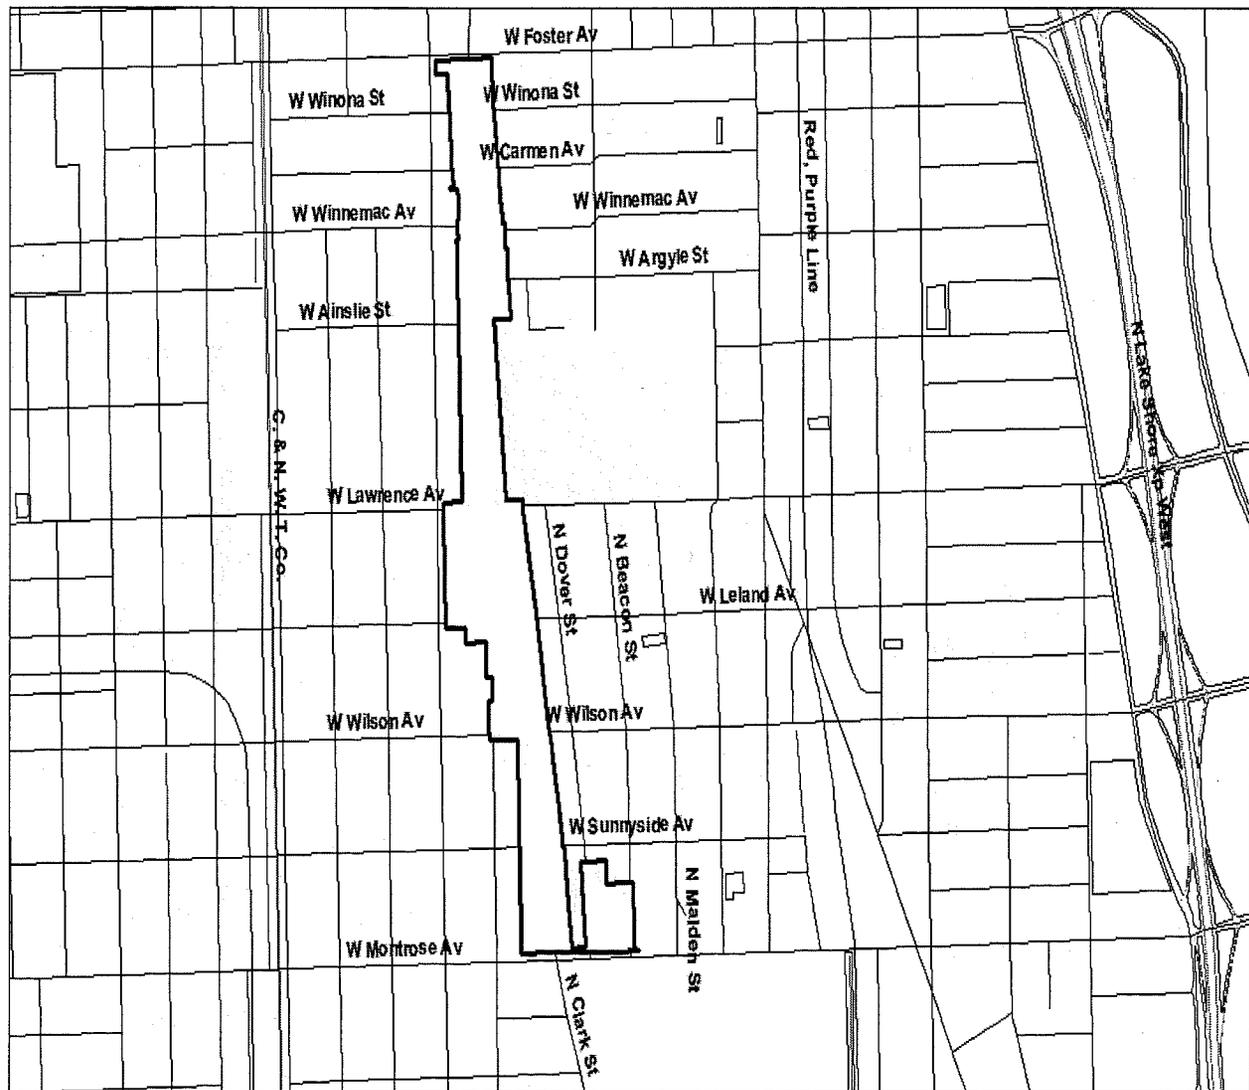 W Foster Av
W Winona St
W Winona St
W Carmen Av
Red, Purple Line
W Winnemac Av
W Winnemac Av
W Argyle St
W Ainslie St
N Lake Shore Xp West
C. & N. W. T. Co.
W Lawrence Av
N Dover St
N Beacon St
W Leland Av
W Wilson Av
W Wilson Av
W Sunnyside Av
N Malden St
W Montrose Av
N Clark St